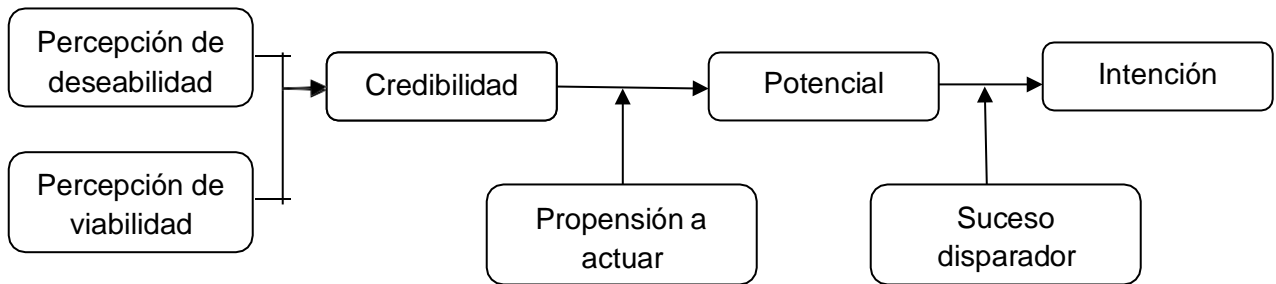 Percepción de
deseabilidad
Credibilidad
Potencial
Intención
Percepción de
viabilidad
Propensión a
actuar
Suceso
disparador